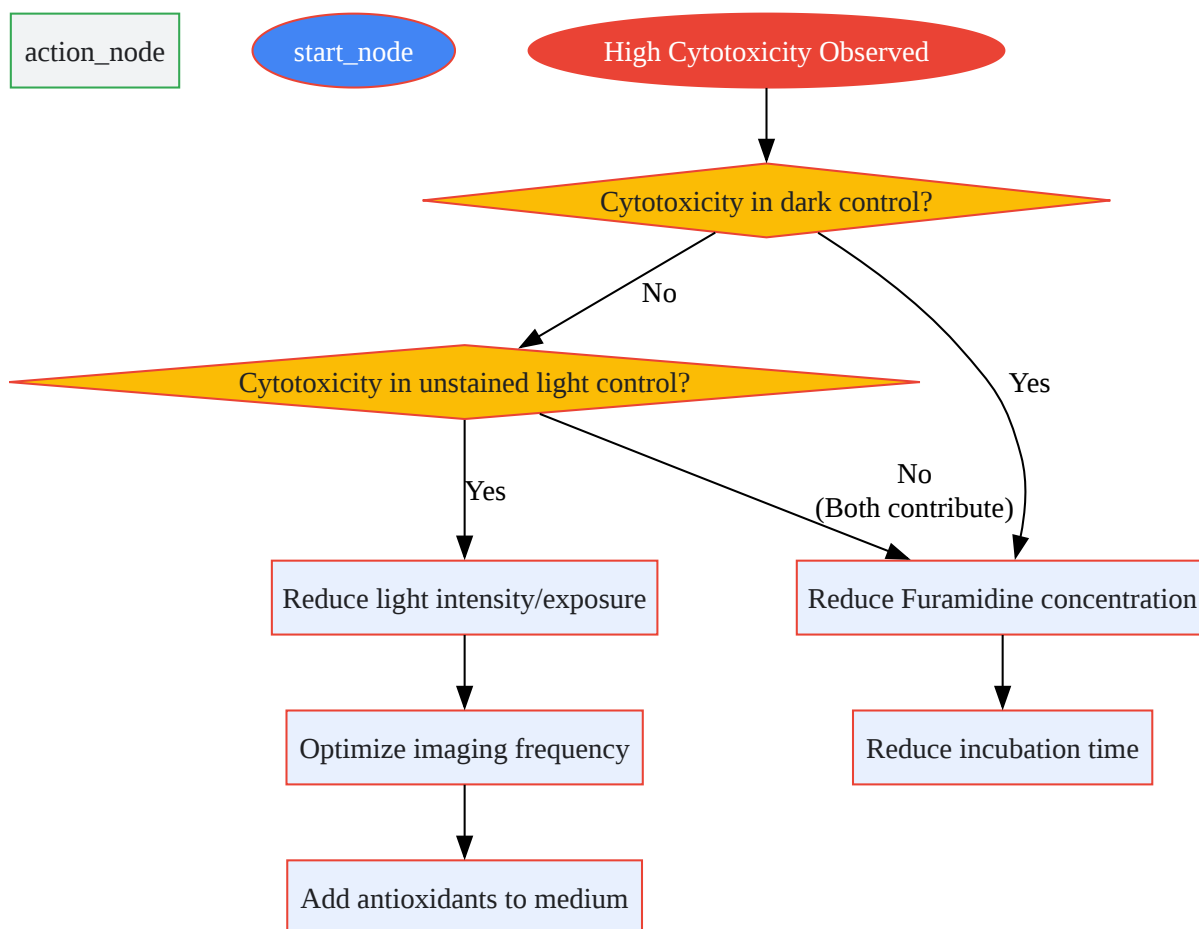 action_node
start_node
High Cytotoxicity Observed
Cytotoxicity in dark control?
No
Cytotoxicity in unstained light control?
Yes
No
(Both contribute)
Yes
Reduce light intensity/exposure
Reduce Furamidine concentration
Optimize imaging frequency
Reduce incubation time
Add antioxidants to medium